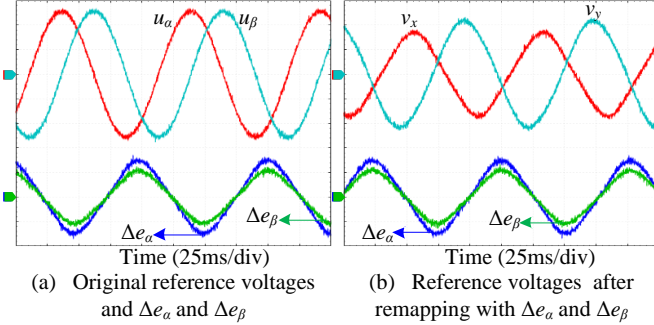 uα uβ
Δeβ
Δeα
Time (25ms/div)
(a) Original reference voltages
and Δeα and Δeβ
vx vy
Δeα Δeβ
Time (25ms/div)
(b) Reference voltages after
remapping with Δeα and Δeβ